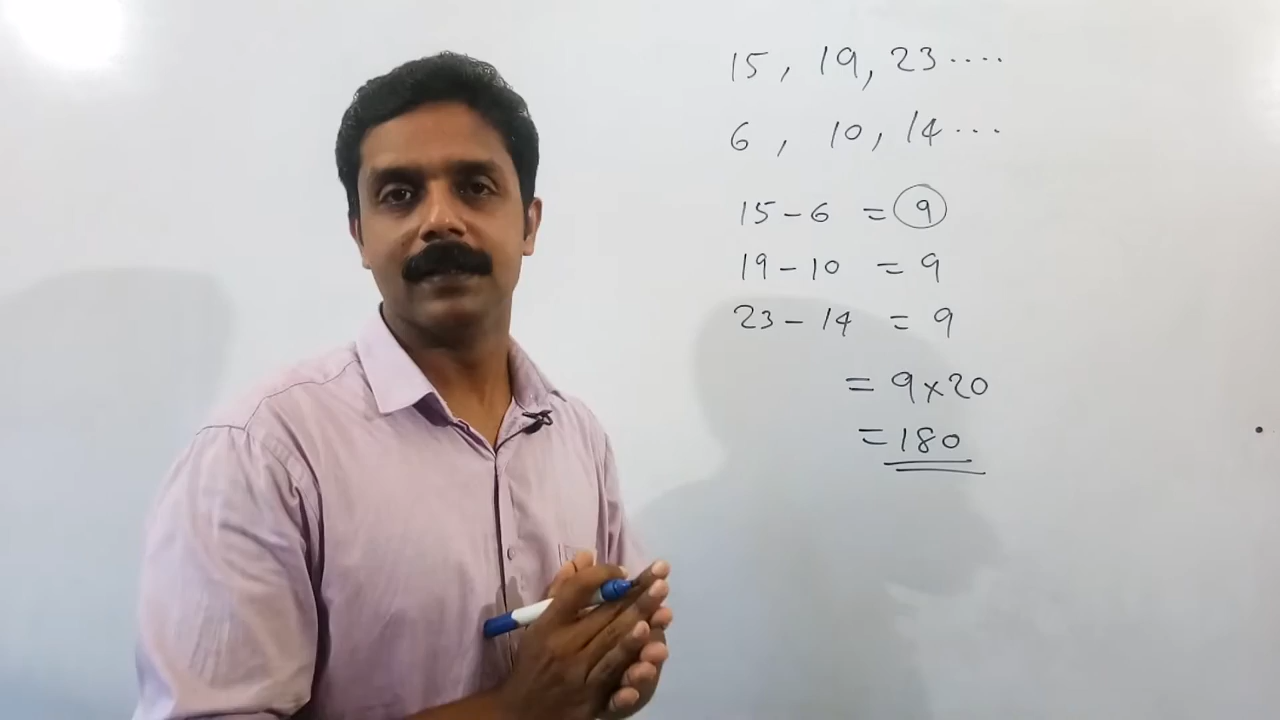 15, 19, 23....
6, 10, 14...
15-6 = 9
19-10 = 9
23-14 = 9
= 9x20
= 180